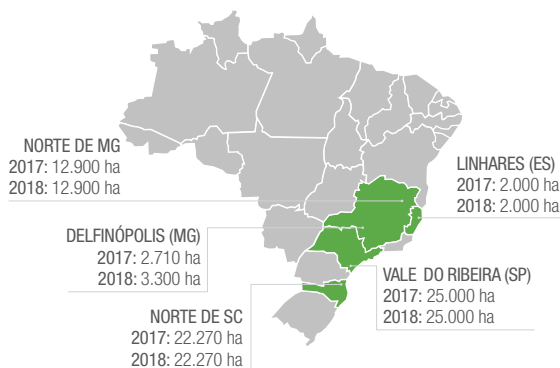 NORTE DE MG
2017: 12.900 ha
2018: 12.900 ha
LINHARES (ES)
2017: 2.000 ha
2018: 2.000 ha
DELFINÓPOLIS (MG)
2017: 2.710 ha
2018: 3.300 ha
VALE DO RIBEIRA (SP)
2017: 25.000 ha
2018: 25.000 ha
NORTE DE SC
2017: 22.270 ha
2018: 22.270 ha